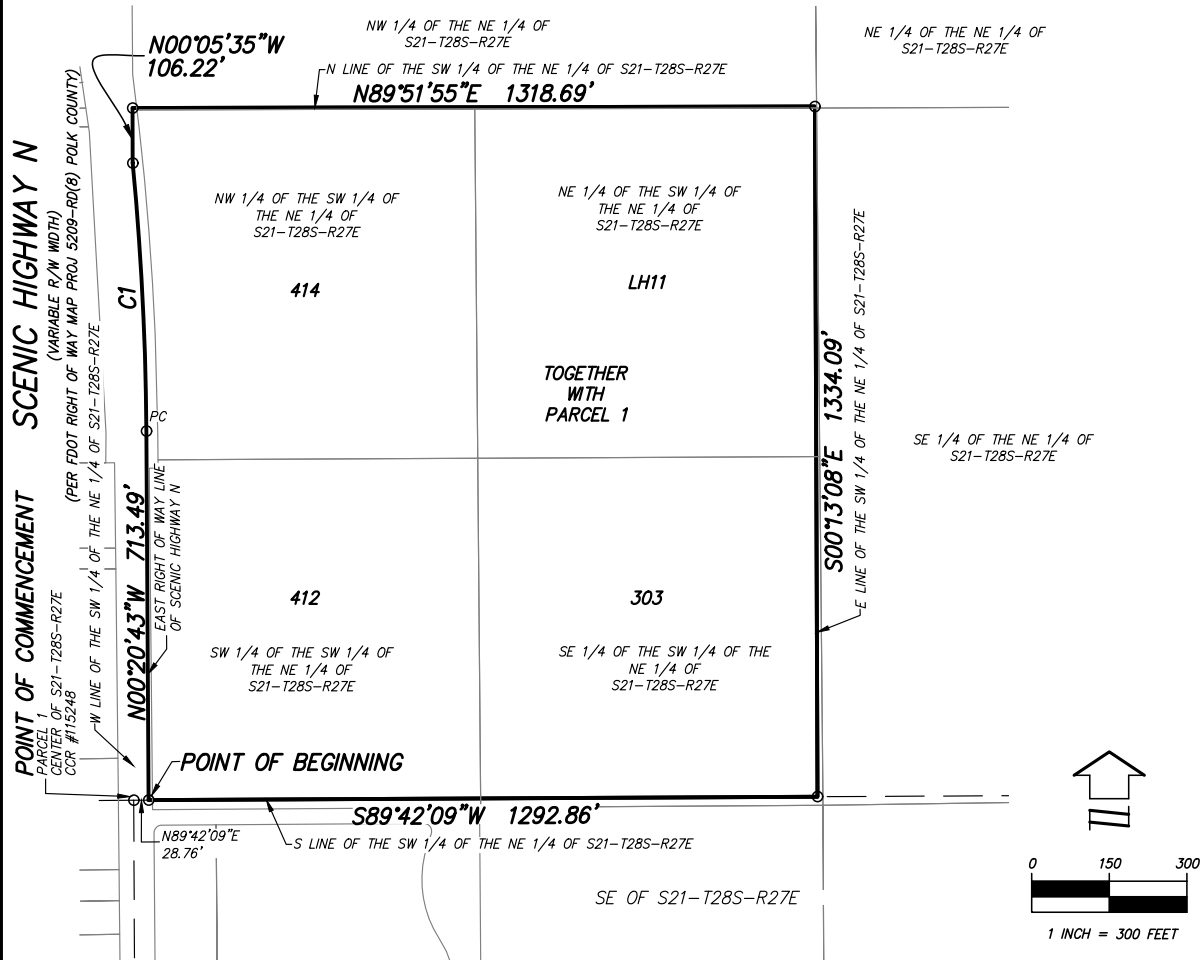 NW 1/4 OF THE NE 1/4 OF
S21-T28S-R27E
NE 1/4 OF THE NE 1/4 OF
S21-T28S-R27E
N00°05'35"W
106.22'
N LINE OF THE SW 1/4 OF THE NE 1/4 OF S21-T28S-R27E
N89°51'55"E 1318.69'
SCENIC HIGHWAY N
(VARIABLE R/W WIDTH)
(PER FDOT RIGHT OF WAY MAP PROJ 5209-RD(8) POLK COUNTY)
W LINE OF THE SW 1/4 OF THE NE 1/4 OF S21-T28S-R27E
C1
PC
NW 1/4 OF THE SW 1/4 OF
THE NE 1/4 OF
S21-T28S-R27E
414
NE 1/4 OF THE SW 1/4 OF
THE NE 1/4 OF
S21-T28S-R27E
LH11
TOGETHER
WITH
PARCEL 1
S00°13'08"E 1334.09'
E LINE OF THE SW 1/4 OF THE NE 1/4 OF S21-T28S-R27E
SE 1/4 OF THE NE 1/4 OF
S21-T28S-R27E
POINT OF COMMENCEMENT
PARCEL 1
CENTER OF S21-T28S-R27E
CCR #115248
N00°20'43"W 713.49'
EAST RIGHT OF WAY LINE
OF SCENIC HIGHWAY N
412
SW 1/4 OF THE SW 1/4 OF
THE NE 1/4 OF
S21-T28S-R27E
303
SE 1/4 OF THE SW 1/4 OF THE
NE 1/4 OF
S21-T28S-R27E
POINT OF BEGINNING
S89°42'09"W 1292.86'
N89°42'09"E
28.76'
S LINE OF THE SW 1/4 OF THE NE 1/4 OF S21-T28S-R27E
SE OF S21-T28S-R27E
0 150 300
1 INCH = 300 FEET